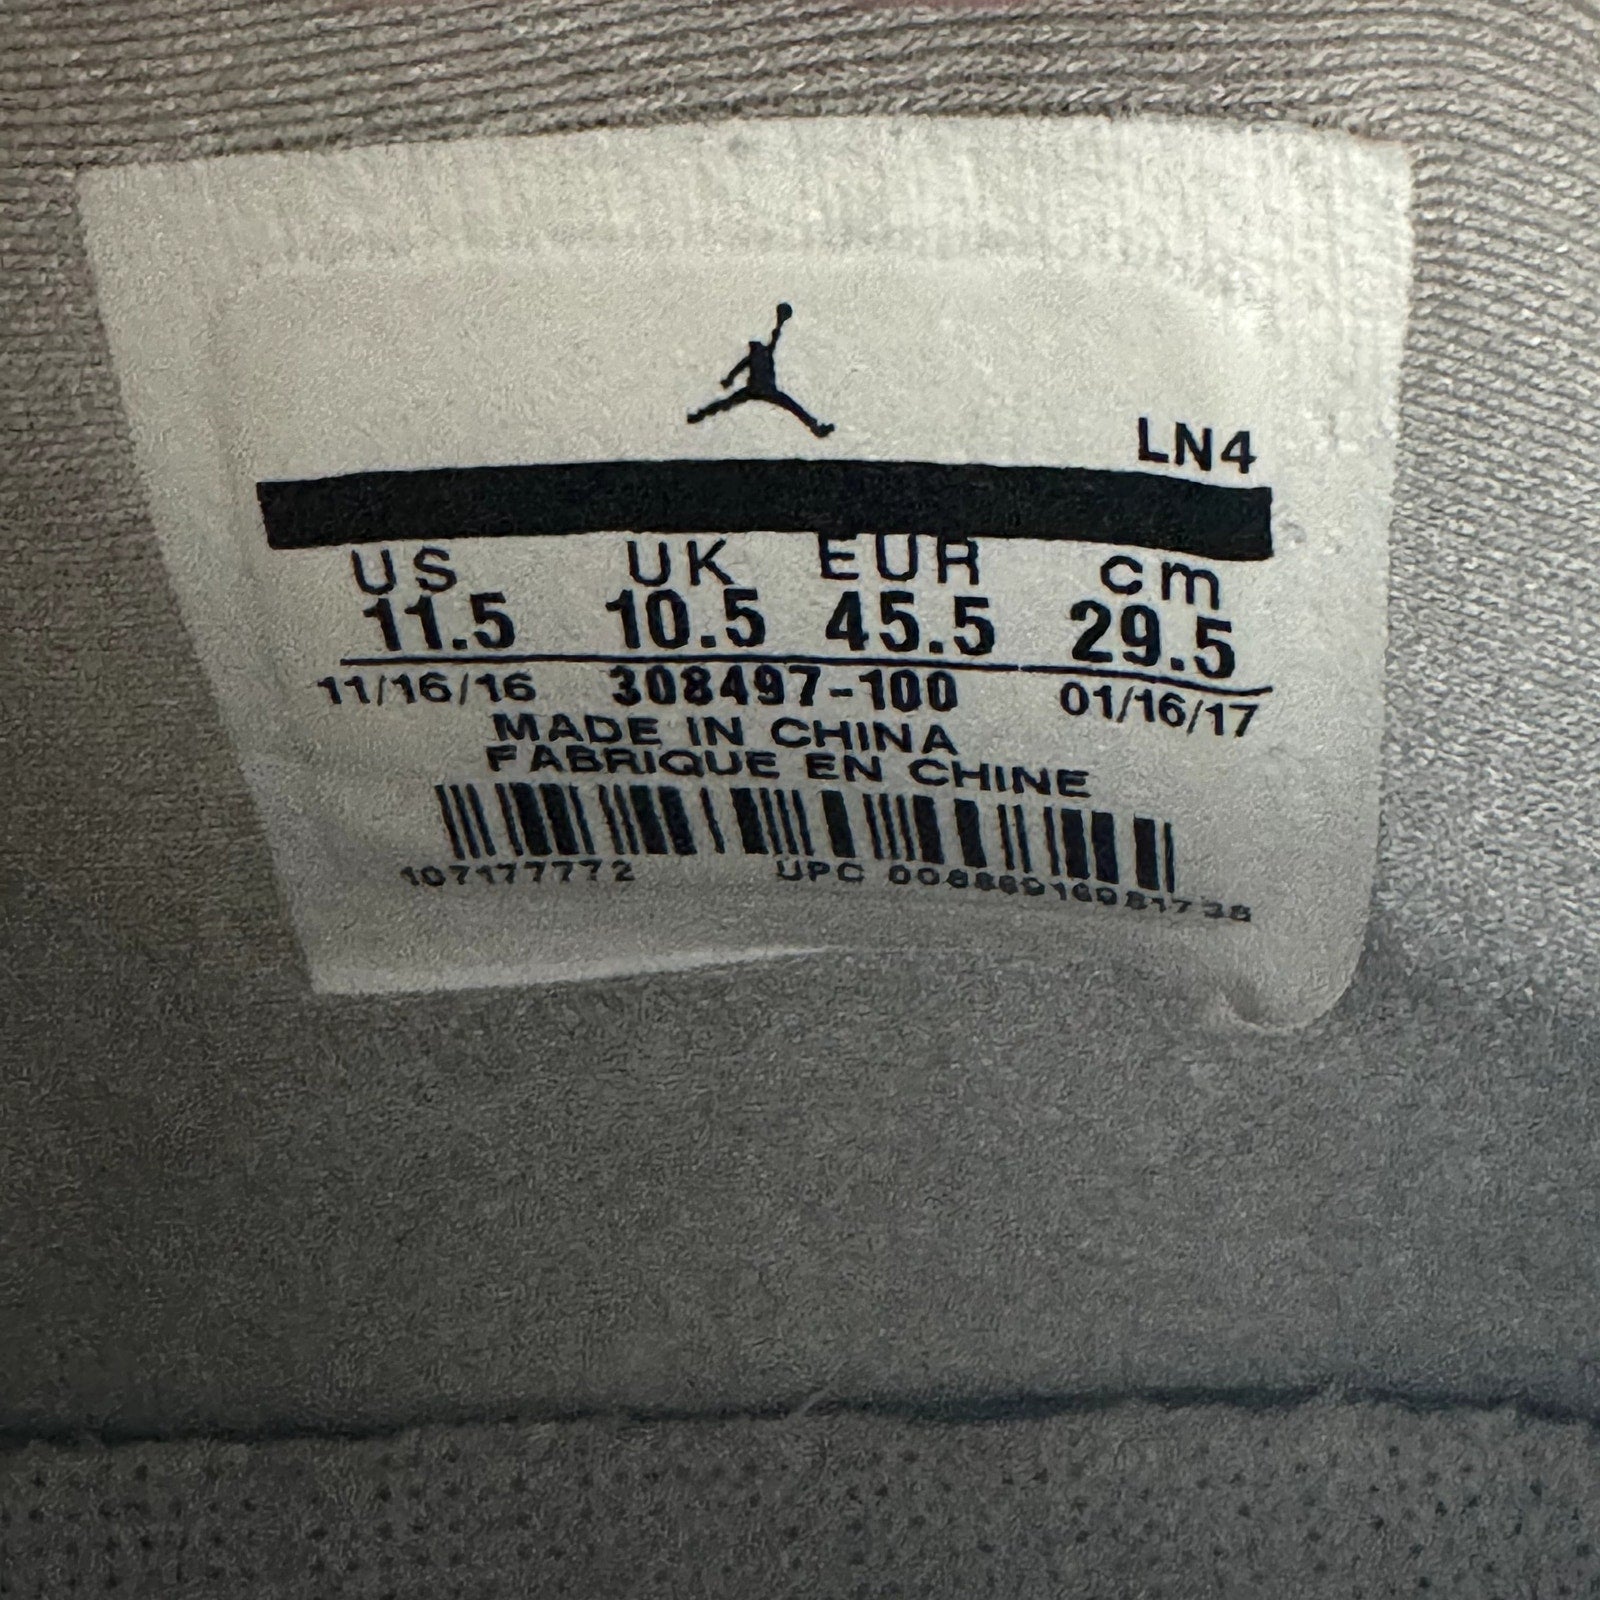 LN4
US UK EUR cm
11.5 10.5 45.5 29.5
11/16/16 308497-100 01/16/17
MADE IN CHINA
FABRIQUE EN CHINE
107177772 UPC